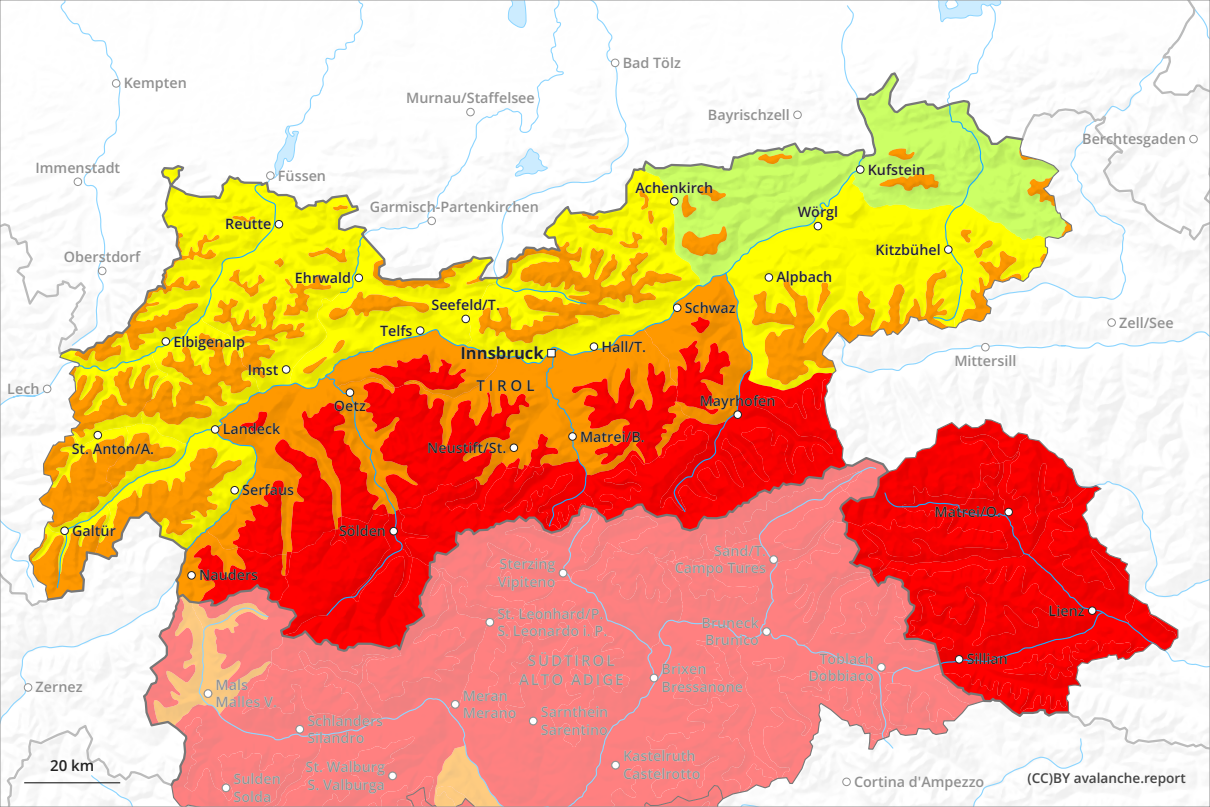 Kempten
Bad Tölz
Murnau/Staffelsee
Bayrischzell
Berchtesgaden
Immenstadt
Füssen
Kufstein
Achenkirch
Garmisch-Partenkirchen
Wörgl
Reutte
Kitzbühel
Oberstdorf
Ehrwald
Alpbach
Seefeld/T.
Schwaz
Telfs
Zell/See
Elbigenalp
Innsbruck
Hall/T.
Mittersill
Imst
TIROL
Lech
Oetz
Mayrhofen
Landeck
Matrei/B.
St. Anton/A.
Neustift/St.
Serfaus
Matrei/O.
Galtür
Sölden
Sand/T.
Campo Tures
Sterzing
Vipiteno
Nauders
Lienz
St. Leonhard/P.
S. Leonardo i. P.
Bruneck
Brunico
SÜDTIROL
ALTO ADIGE
Toblach
Dobbiaco
Sillian
Brixen
Bressanone
Zernez
Mals
Malles V.
Meran
Merano
Sarnthein
Sarentino
Schlanders
Silandro
Kastelruth
Castelrotto
St. Walburg
S. Valburga
20 km
Sulden
Solda
Cortina d'Ampezzo
(CC)BY avalanche.report